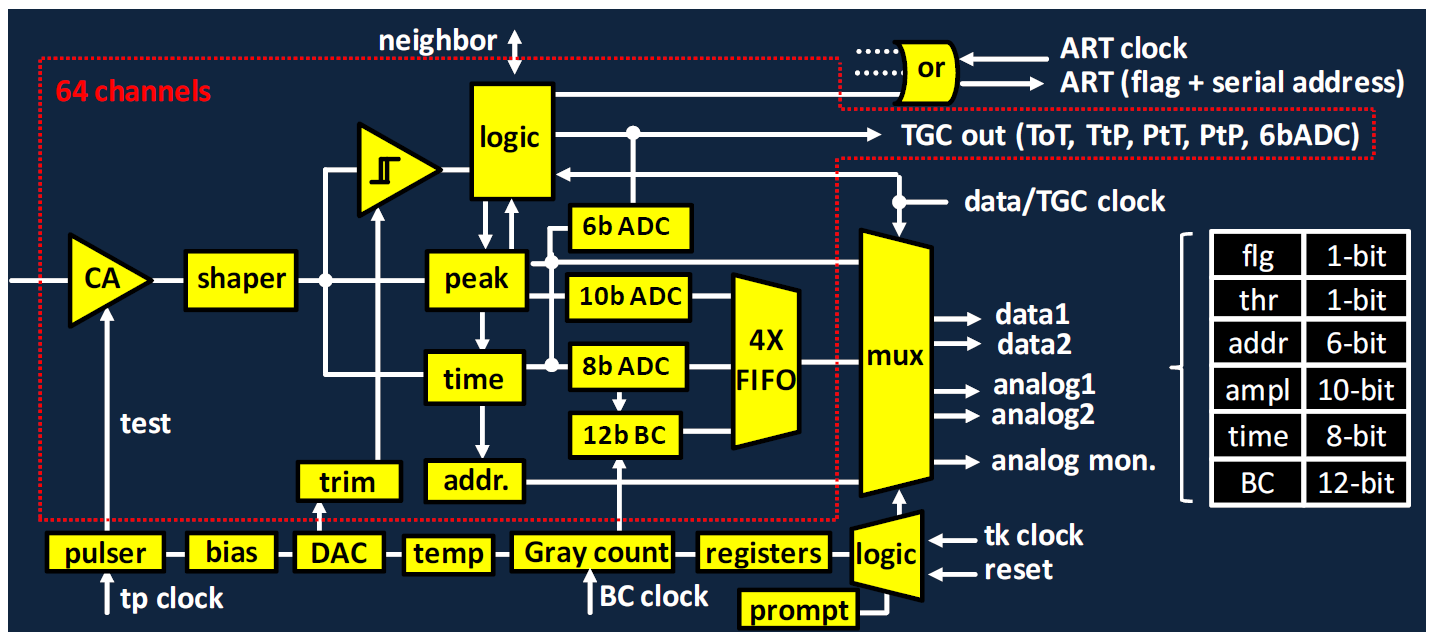 neighbor
ART clock
or
ART (flag + serial address)
64 channels
logic
TGC out (ToT, TtP, PtT, PtP, 6bADC)
data/TGC clock
6b ADC
CA
shaper
peak
10b ADC
4X
FIFO
mux
data1
data2
time
8b ADC
analog1
analog2
test
12b BC
analog mon.
trim
addr.
flg 1-bit
thr 1-bit
addr 6-bit
ampl 10-bit
time 8-bit
BC 12-bit
pulser
bias
DAC
temp
Gray count
registers
logic
tk clock
reset
tp clock
BC clock
prompt